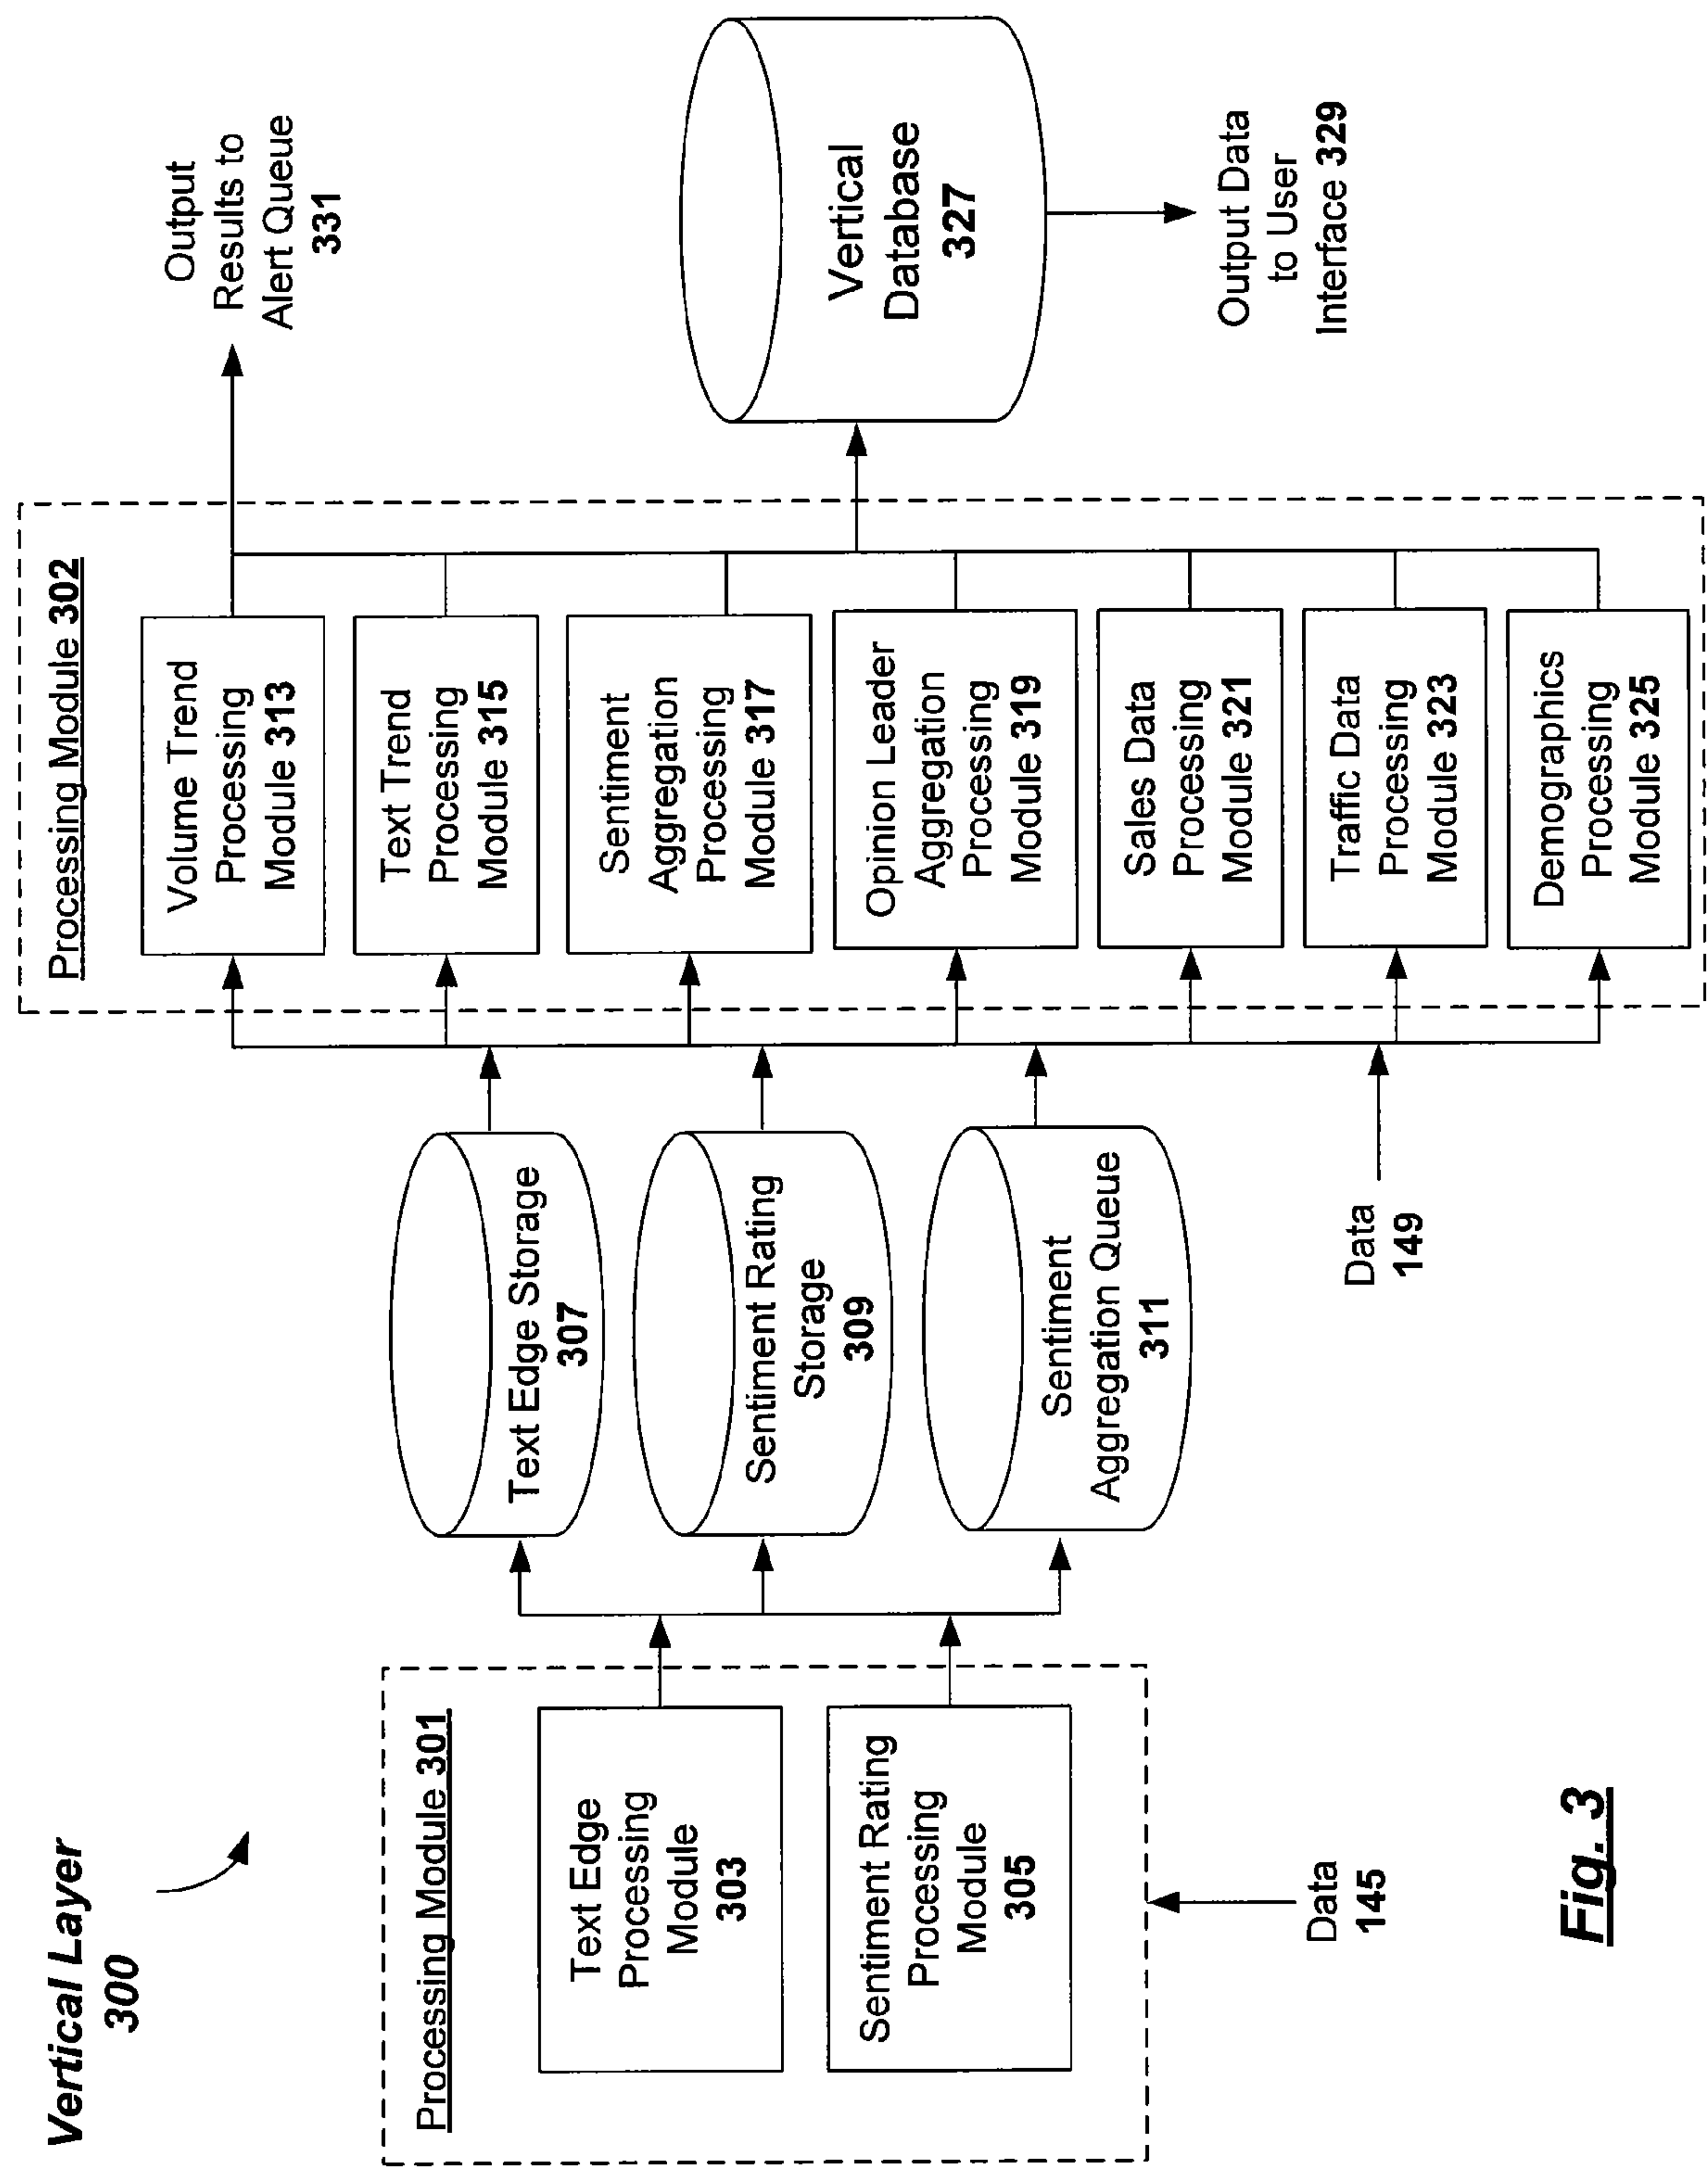 Vertical Layer
300
Processing Module 301
Text Edge
Processing
Module
303
Sentiment Rating
Processing
Module
305
Data
145
Text Edge Storage
307
Sentiment Rating
Storage
309
Sentiment
Aggregation Queue
311
Data
149
Processing Module 302
Volume Trend
Processing
Module 313
Text Trend
Processing
Module 315
Sentiment
Aggregation
Processing
Module 317
Opinion Leader
Aggregation
Processing
Module 319
Sales Data
Processing
Module 321
Traffic Data
Processing
Module 323
Demographics
Processing
Module 325
Output
Results to
Alert Queue
331
Vertical
Database
327
Output Data
to User
Interface 329
Fig. 3